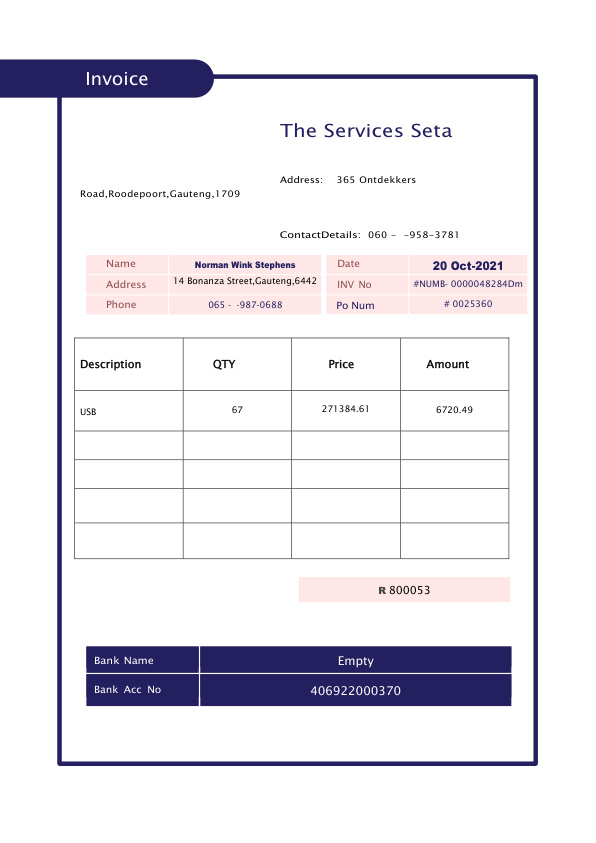 Invoice
The Services Seta
Address: 365 Ontdekkers
Road,Roodepoort,Gauteng,1709
ContactDetails: 060 - -958-3781
Name Norman Wink Stephens Date 20 Oct-2021
Address 14 Bonanza Street,Gauteng,6442 INV No #NUMB- 0000048284Dm
Phone 065 - -987-0688 Po Num # 0025360
Description QTY Price Amount
USB 67 271384.61 6720.49
R 800053
Bank Name Empty
Bank Acc No 406922000370